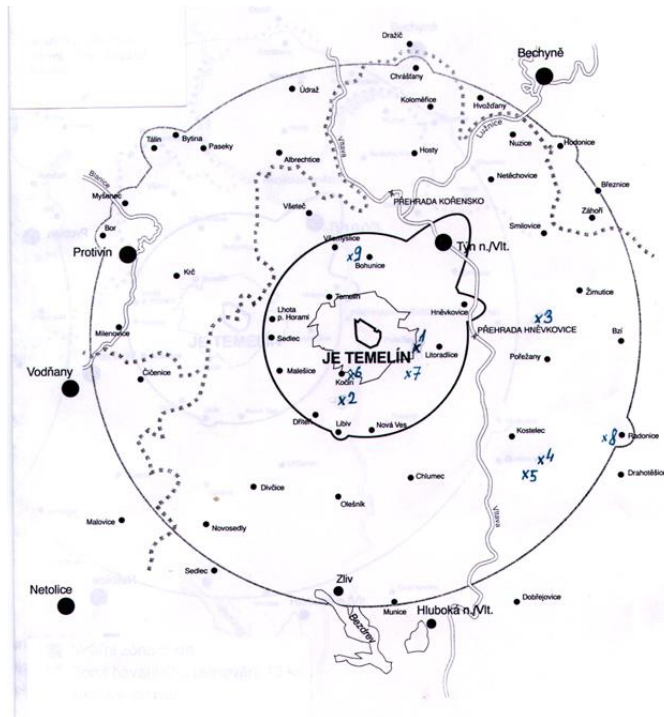 Dražič
Bechyně
Chrášťany
Údraž
Koloměřice
Hvožďany
Lužnice
Vltava
Bytina
Tálín
Paseky
Albrechtice
Hosty
Nuzice
Hodonice
Blanice
Netěchovice
Březnice
Myšenec
PŘEHRADA KOŘENSKO
Všeteč
Záhoří
Bor
Smilovice
Týn n./Vlt.
Protivín
x9
Bohunice
Krč
Žimutice
Temelín
Hněvkovice
Lhota
p. Horami
x3
Milenovice
PŘEHRADA HNĚVKOVICE
Sedlec
x1
Bzí
JE TEMELÍN
Litoradlice
Pořežany
Vodňany
Malešice
x6
x7
Čičenice
Kočín
x2
Dříteň
Libív
Nová Ves
Kostelec
x8
Radonice
x4
x5
Drahotěšice
Chlumec
Divčice
Olešník
Vltava
Malovice
Novosedly
Sedlec
Zliv
Netolice
Munice
Dobřejovice
Bezdrev
Hluboká n./Vlt.